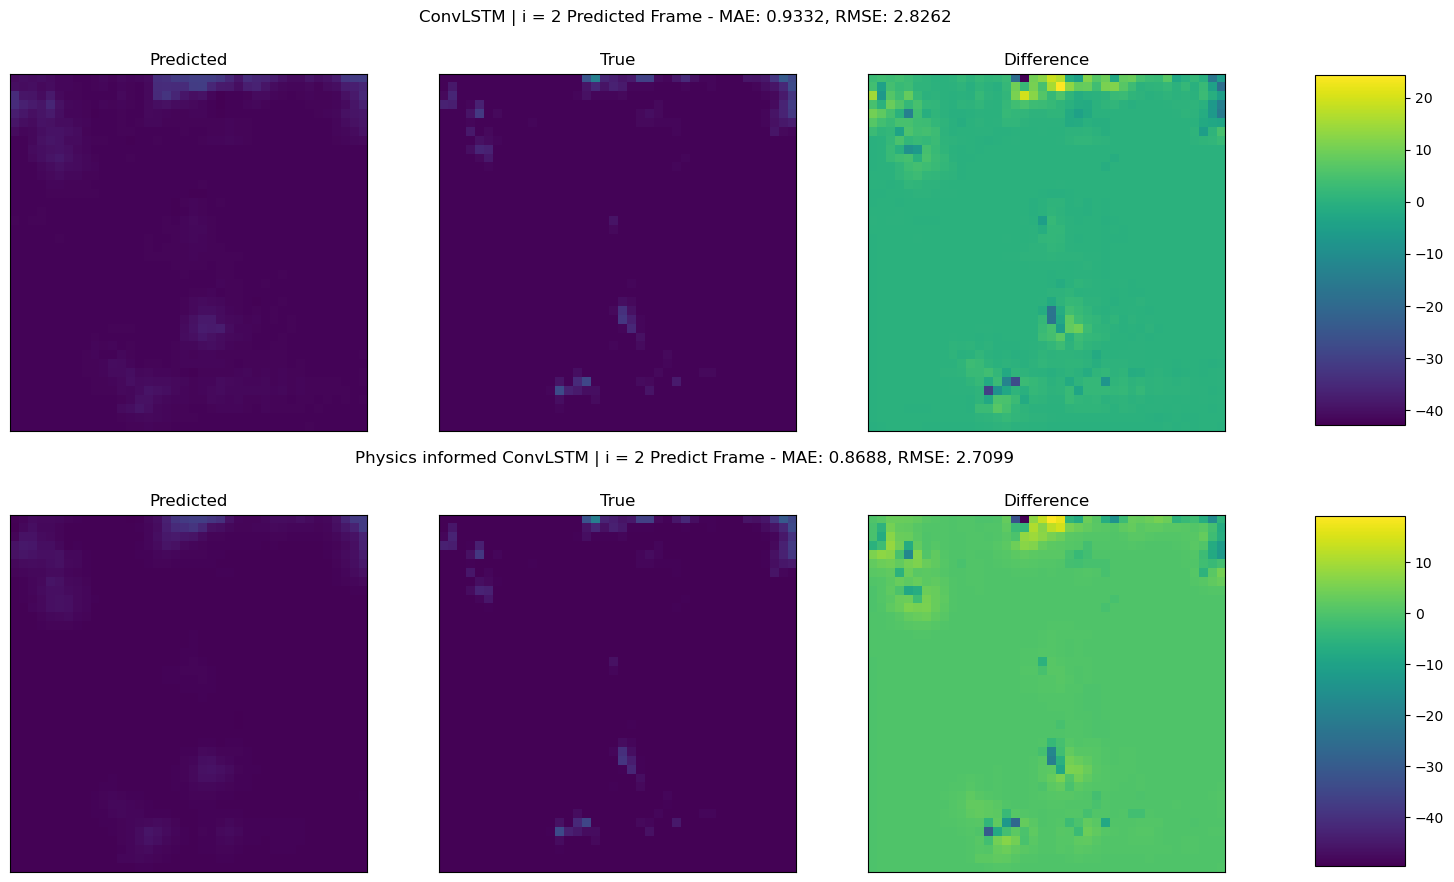 ConvLSTM | i = 2 Predicted Frame - MAE: 0.9332, RMSE: 2.8262
Predicted
True
Difference
20
10
0
−10
−20
−30
−40
Physics informed ConvLSTM | i = 2 Predict Frame - MAE: 0.8688, RMSE: 2.7099
Predicted
True
Difference
10
0
−10
−20
−30
−40